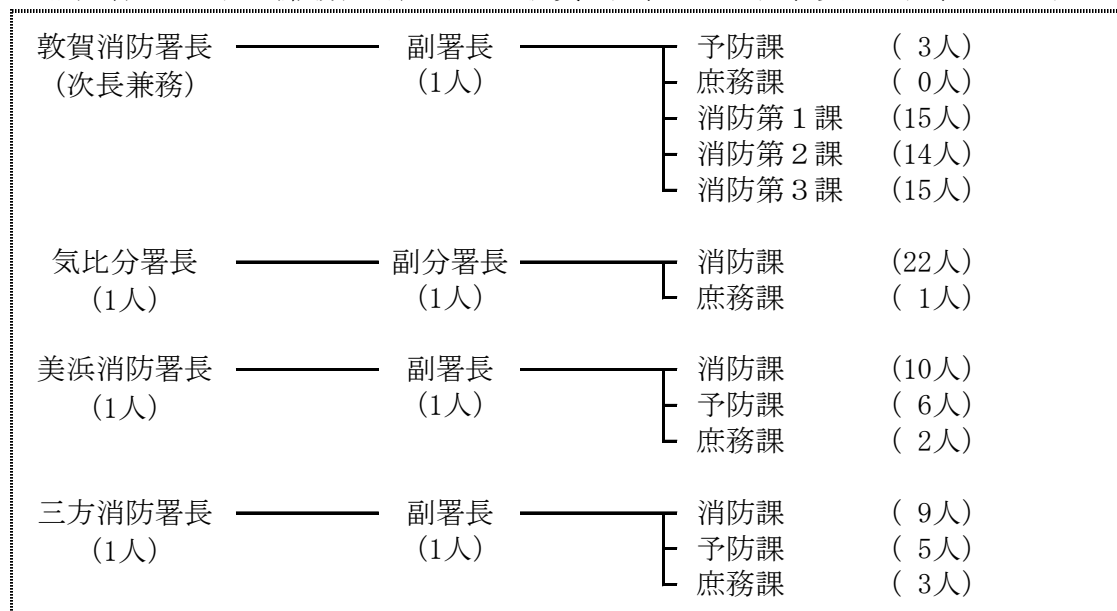 敦賀消防署長 副署長 予防課 ( 3人)
(次長兼務) (1人) 庶務課 ( 0人)
消防第1課 (15人)
消防第2課 (14人)
消防第3課 (15人)
気比分署長 副分署長 消防課 (22人)
(1人) (1人) 庶務課 ( 1人)
美浜消防署長 副署長 消防課 (10人)
(1人) (1人) 予防課 ( 6人)
庶務課 ( 2人)
三方消防署長 副署長 消防課 ( 9人)
(1人) (1人) 予防課 ( 5人)
庶務課 ( 3人)